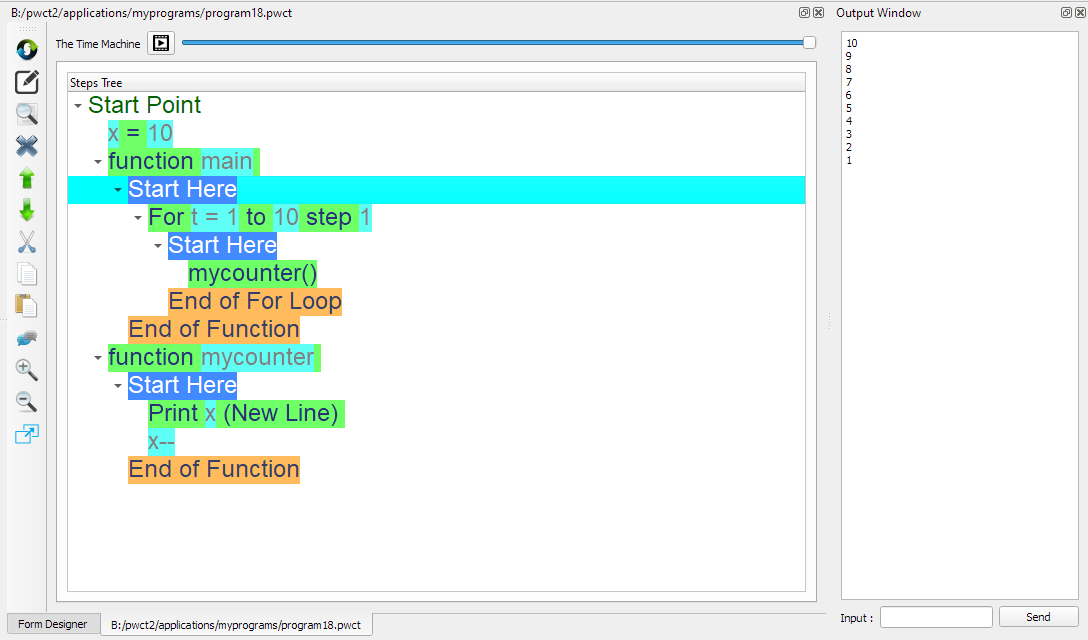 B:/pwct2/applications/myprograms/program18.pwct
The Time Machine
Steps Tree
Start Point
x = 10
function main
Start Here
For t = 1 to 10 step 1
Start Here
mycounter()
End of For Loop
End of Function
function mycounter
Start Here
Print x (New Line)
x--
End of Function
Form Designer
B:/pwct2/applications/myprograms/program18.pwct
Output Window
10
9
8
7
6
5
4
3
2
1
Input :
Send